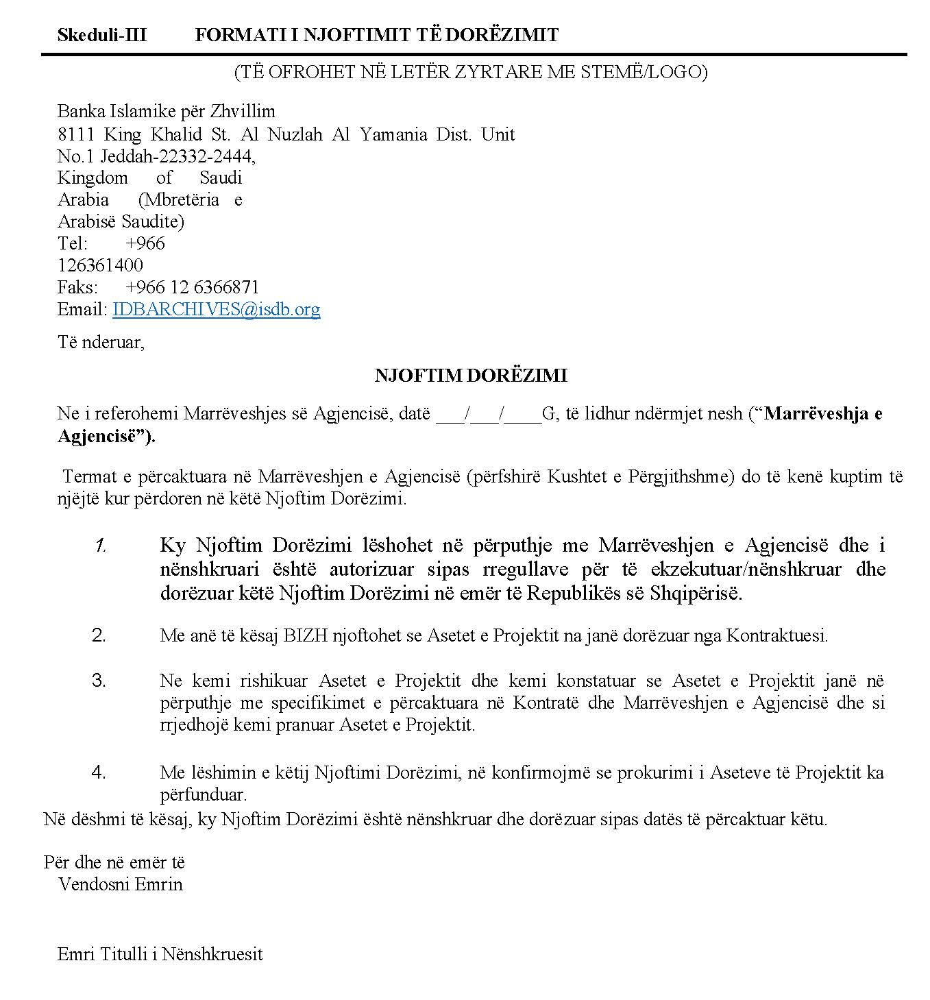 Skeduli-III FORMATI I NJOFTIMIT TË DORËZIMIT
(TË OFROHET NË LETËR ZYRTARE ME STEMË/LOGO)
Banka Islamike për Zhvillim
8111 King Khalid St. Al Nuzlah Al Yamania Dist. Unit
No.1 Jeddah-22332-2444,
Kingdom of Saudi
Arabia (Mbretëria e
Arabisë Saudite)
Tel: +966
126361400
Faks: +966 12 6366871
Email: IDBARCHIVES@isdb.org
Të nderuar,
NJOFTIM DORËZIMI
Ne i referohemi Marrëveshjes së Agjencisë, datë ___/___/____G, të lidhur ndërmjet nesh (“Marrëveshja e
Agjencisë”).
Termat e përcaktuara në Marrëveshjen e Agjencisë (përfshirë Kushtet e Përgjithshme) do të kenë kuptim të
njëjtë kur përdoren në këtë Njoftim Dorëzimi.
1. Ky Njoftim Dorëzimi lëshohet në përputhje me Marrëveshjen e Agjencisë dhe i
nënshkruari është autorizuar sipas rregullave për të ekzekutuar/nënshkruar dhe
dorëzuar këtë Njoftim Dorëzimi në emër të Republikës së Shqipërisë.
2. Me anë të kësaj BIZH njoftohet se Asetet e Projektit na janë dorëzuar nga Kontraktuesi.
3. Ne kemi rishikuar Asetet e Projektit dhe kemi konstatuar se Asetet e Projektit janë në
përputhje me specifikimet e përcaktuara në Kontratë dhe Marrëveshjen e Agjencisë dhe si
rrjedhojë kemi pranuar Asetet e Projektit.
4. Me lëshimin e këtij Njoftimi Dorëzimi, në konfirmojmë se prokurimi i Aseteve të Projektit ka
përfunduar.
Në dëshmi të kësaj, ky Njoftim Dorëzimi është nënshkruar dhe dorëzuar sipas datës të përcaktuar këtu.
Për dhe në emër të
Vendosni Emrin
Emri Titulli i Nënshkruesit